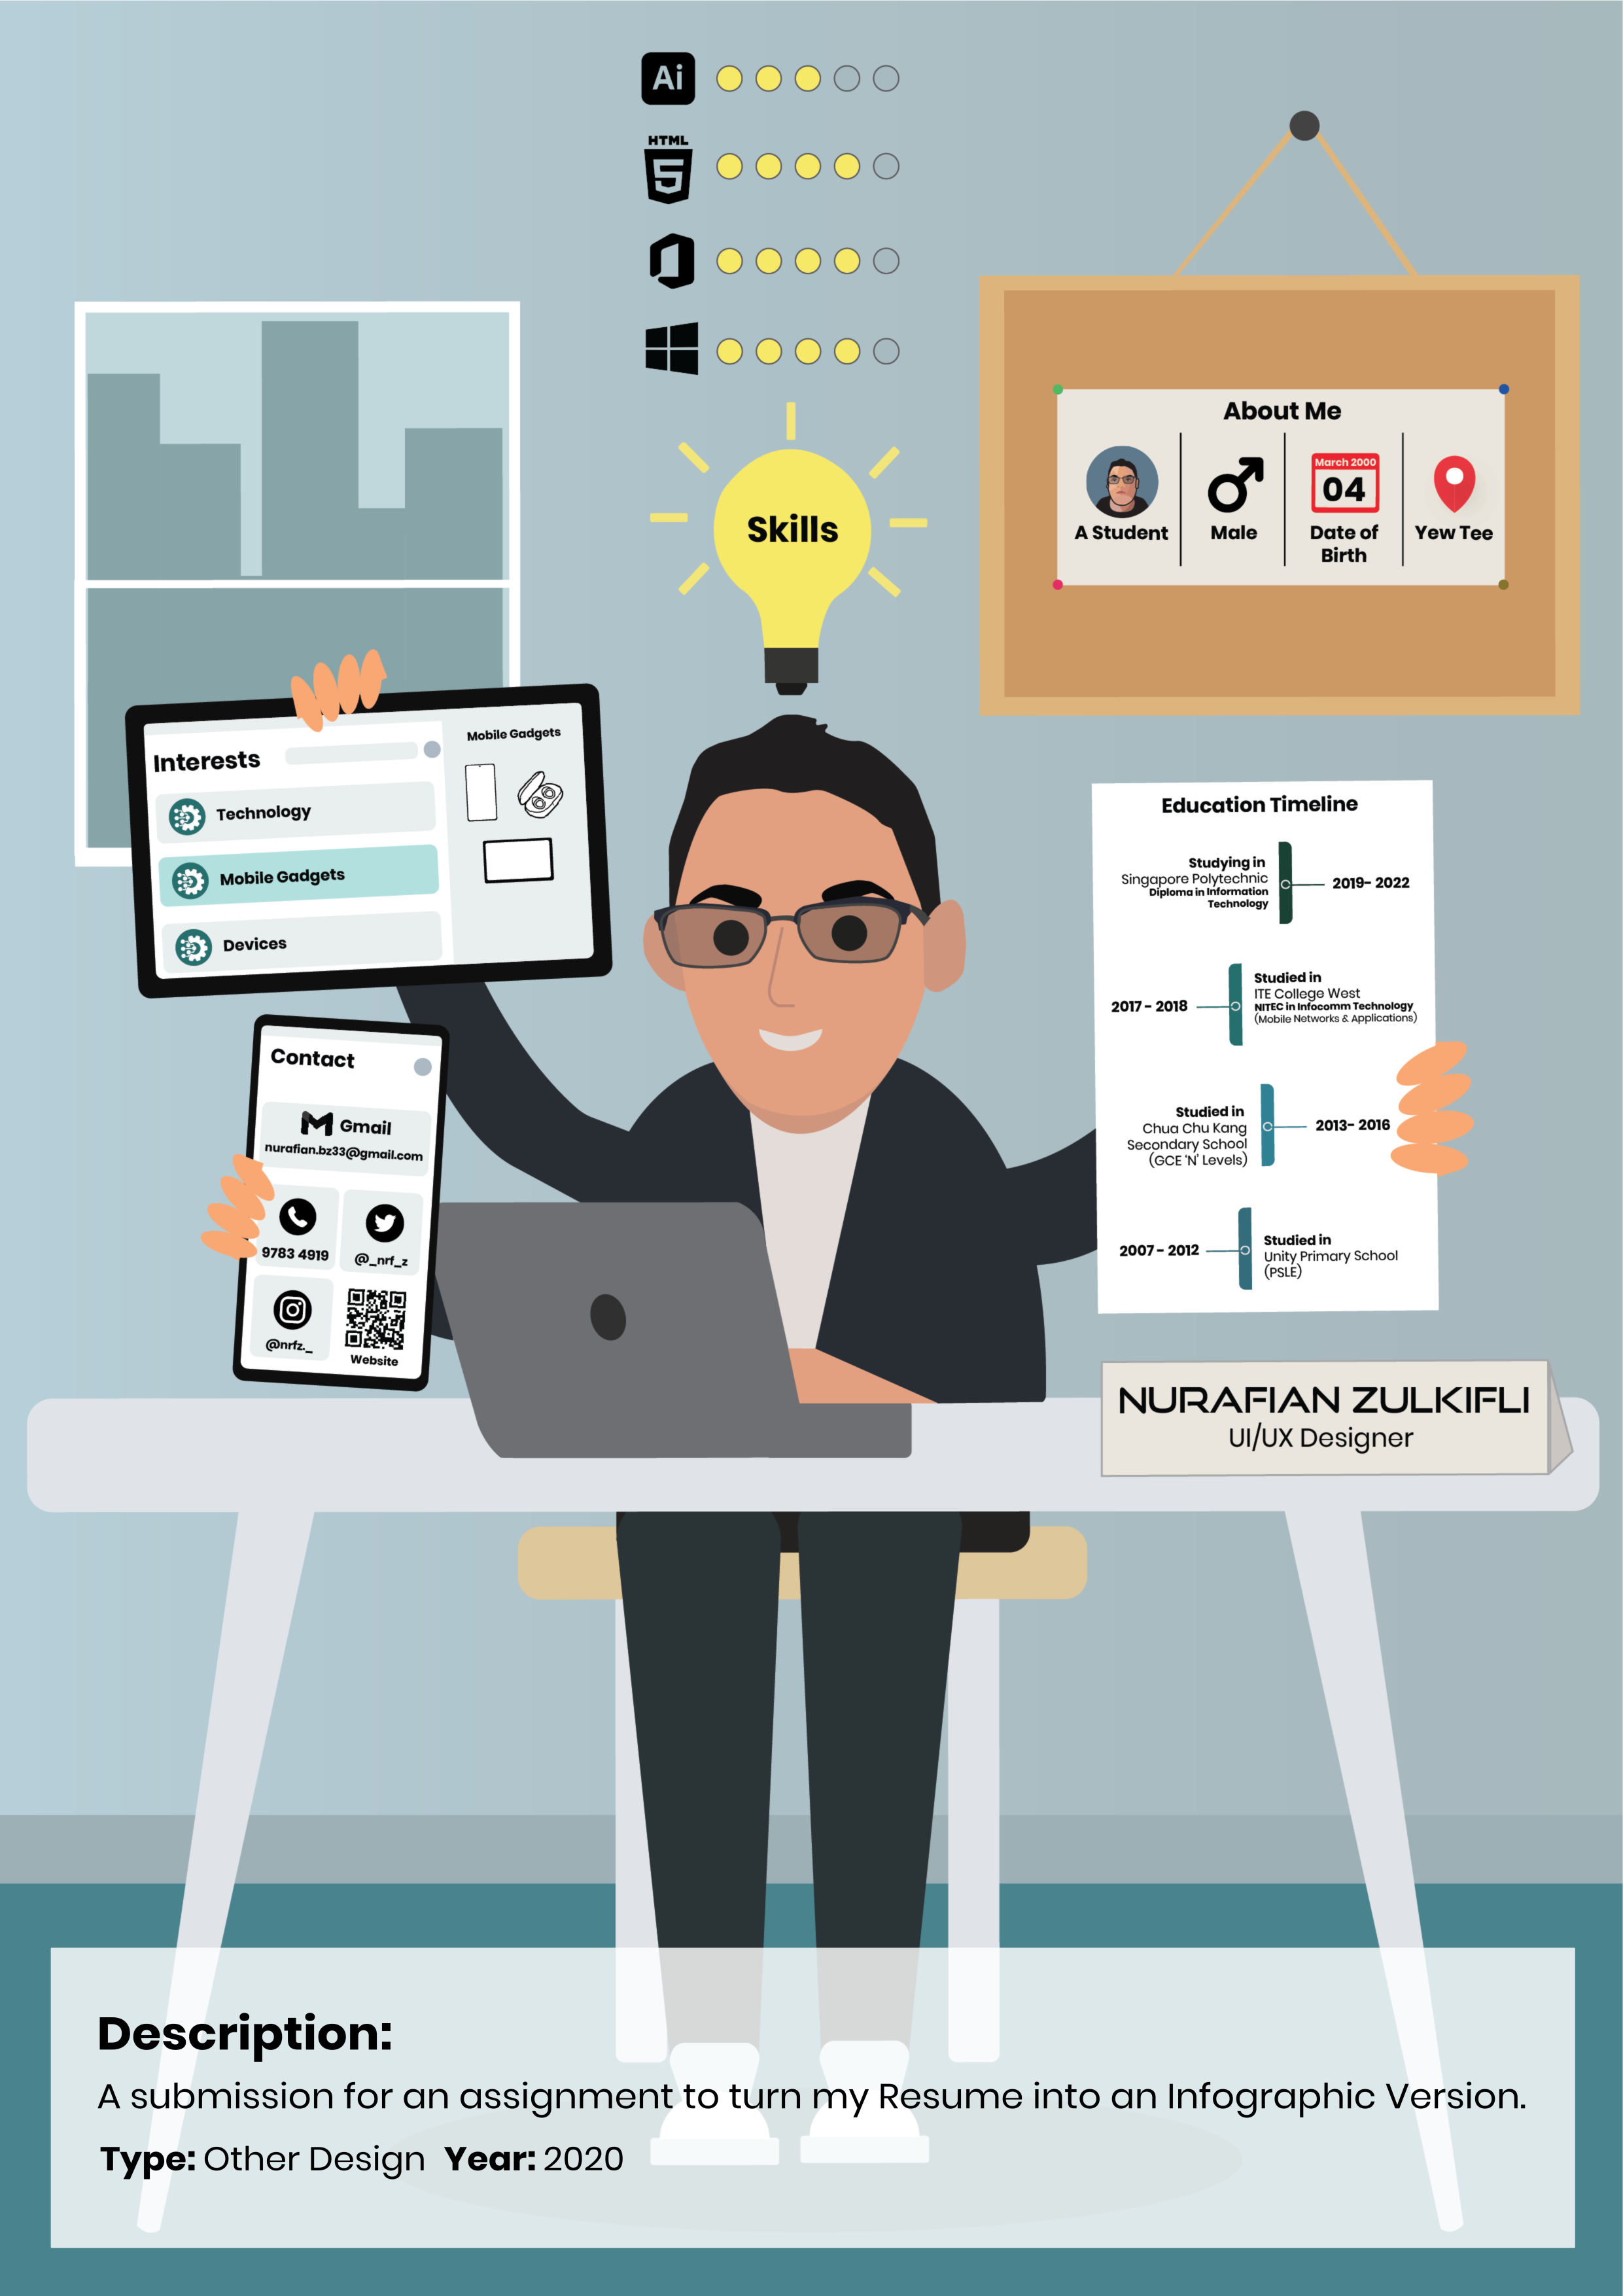 Ai
HTML
5
Skills
About Me
A Student
Male
March 2000
04
Date of
Birth
Yew Tee
Interests
Technology
Mobile Gadgets
Devices
Mobile Gadgets
Contact
Gmail
nurafian.bz33@gmail.com
9783 4919
@_nrf_z
@nrfz._
Website
Education Timeline
Studying in
Singapore Polytechnic
Diploma in Information
Technology
2019- 2022
2017 - 2018
Studied in
ITE College West
NITEC in Infocomm Technology
(Mobile Networks & Applications)
Studied in
Chua Chu Kang
Secondary School
(GCE 'N' Levels)
2013- 2016
2007 - 2012
Studied in
Unity Primary School
(PSLE)
NURAFIAN ZULKIFLI
UI/UX Designer
Description:
A submission for an assignment to turn my Resume into an Infographic Version.
Type: Other Design Year: 2020